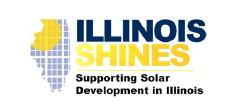 ILLINOIS
SHINES
Supporting Solar
Development in Illinois